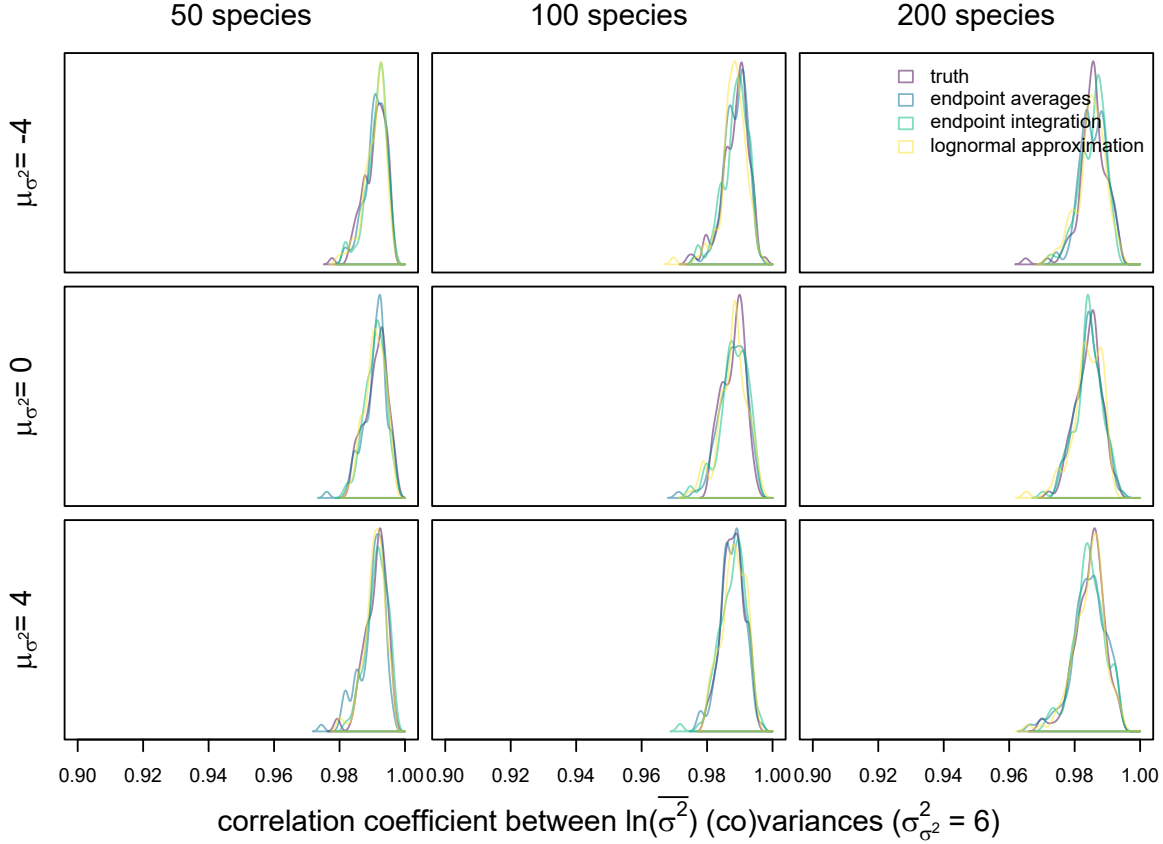 50 species 100 species 200 species
μσ²= -4
truth
endpoint averages
endpoint integration
lognormal approximation
μσ²= 0
μσ²= 4
0.90 0.92 0.94 0.96 0.98 1.00 0.90 0.92 0.94 0.96 0.98 1.00 0.90 0.92 0.94 0.96 0.98 1.00
correlation coefficient between ln(σ²) (co)variances (σ²σ² = 6)